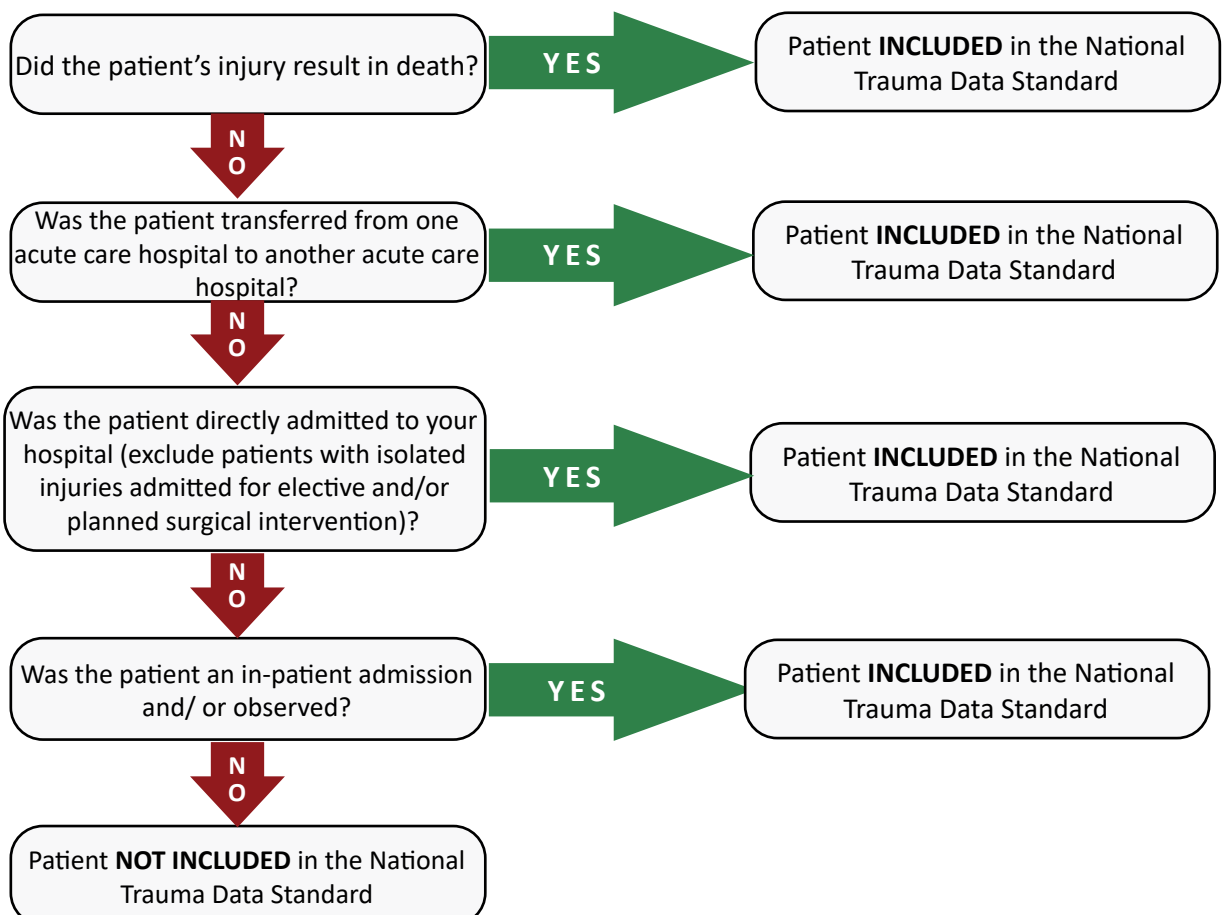 Did the patient's injury result in death?
YES
Patient INCLUDED in the National
Trauma Data Standard
N
O
Was the patient transferred from one
acute care hospital to another acute care
hospital?
YES
Patient INCLUDED in the National
Trauma Data Standard
N
O
Was the patient directly admitted to your
hospital (exclude patients with isolated
injuries admitted for elective and/or
planned surgical intervention)?
YES
Patient INCLUDED in the National
Trauma Data Standard
N
O
Was the patient an in-patient admission
and/ or observed?
YES
Patient INCLUDED in the National
Trauma Data Standard
N
O
Patient NOT INCLUDED in the National
Trauma Data Standard